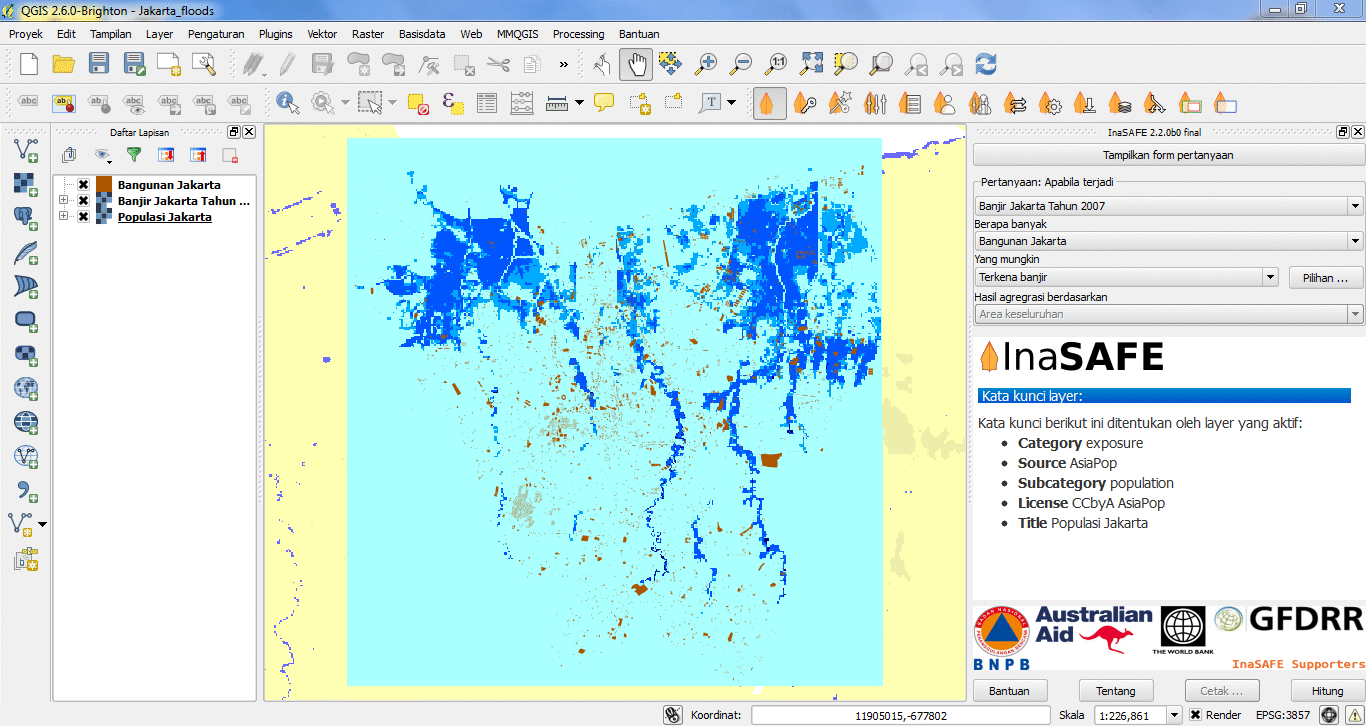 QGIS 2.6.0-Brighton - Jakarta_floods
Proyek Edit Tampilan Layer Pengaturan Plugins Vektor Raster Basisdata Web MMQGIS Processing Bantuan
1:1
abc ab abc abc abc abc abc
T
Daftar Lapisan
Bangunan Jakarta
Banjir Jakarta Tahun ...
Populasi Jakarta
InaSAFE 2.2.0b0 final
Tampilkan form pertanyaan
Pertanyaan: Apabila terjadi
Banjir Jakarta Tahun 2007
Berapa banyak
Bangunan Jakarta
Yang mungkin
Terkena banjir
Pilihan ...
Hasil agregrasi berdasarkan
Area keseluruhan
InaSAFE
Kata kunci layer:
Kata kunci berikut ini ditentukan oleh layer yang aktif:
Category exposure
Source AsiaPop
Subcategory population
License CCbyA AsiaPop
Title Populasi Jakarta
BNPB
Australian
Aid
THE WORLD BANK
GFDRR
InaSAFE Supporters
Bantuan Tentang Cetak ... Hitung
Koordinat: 11905015,-677802 Skala 1:226,861 Render EPSG:3857